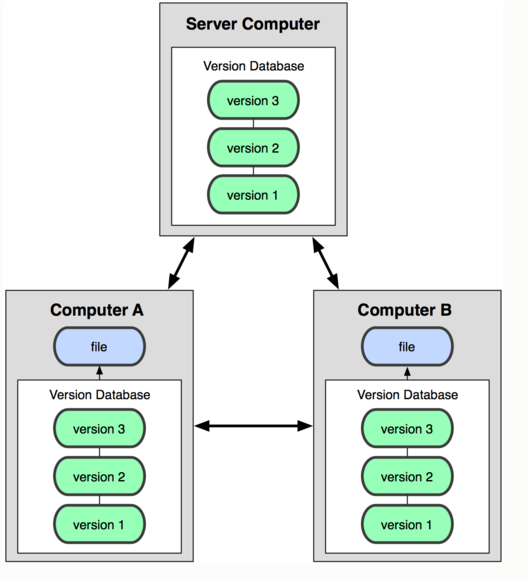 Server Computer
Version Database
version 3
version 2
version 1
Computer A
file
Version Database
version 3
version 2
version 1
Computer B
file
Version Database
version 3
version 2
version 1